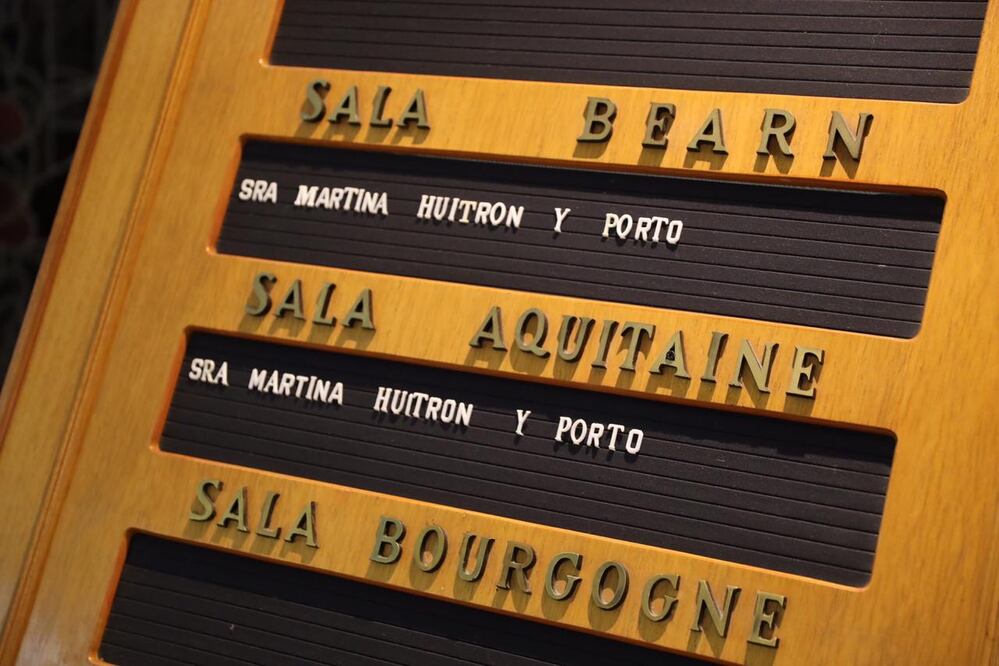 SALA BEARN
SRA MARTINA HUITRON Y PORTO
SALA AQUITAINE
SRA MARTINA HUITRON Y PORTO
SALA BOURGOGNE